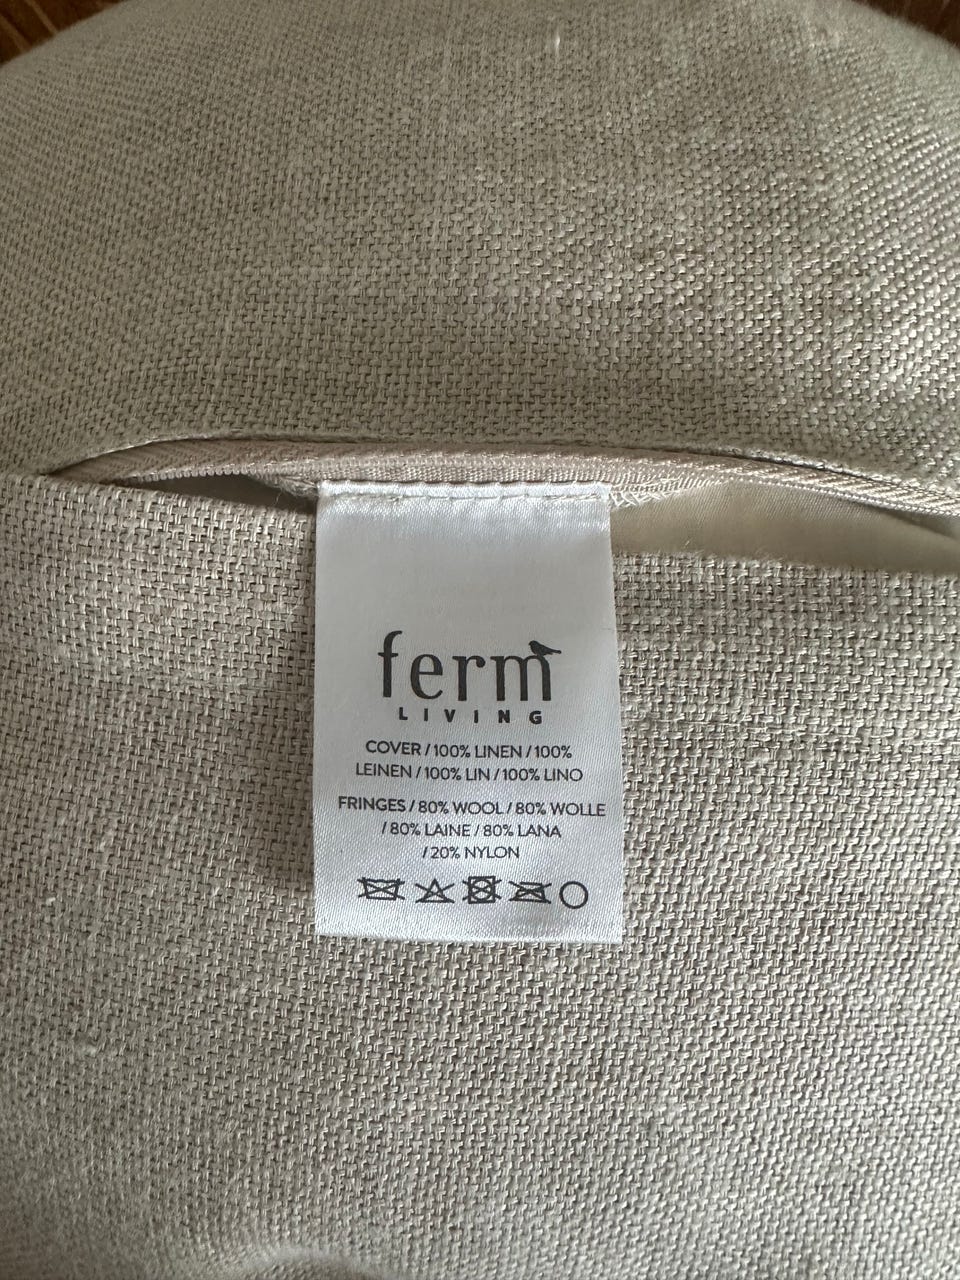 ferm
LIVING
COVER / 100% LINEN / 100%
LEINEN / 100% LIN / 100% LINO
FRINGES / 80% WOOL / 80% WOLLE
/ 80% LAINE / 80% LANA
/ 20% NYLON